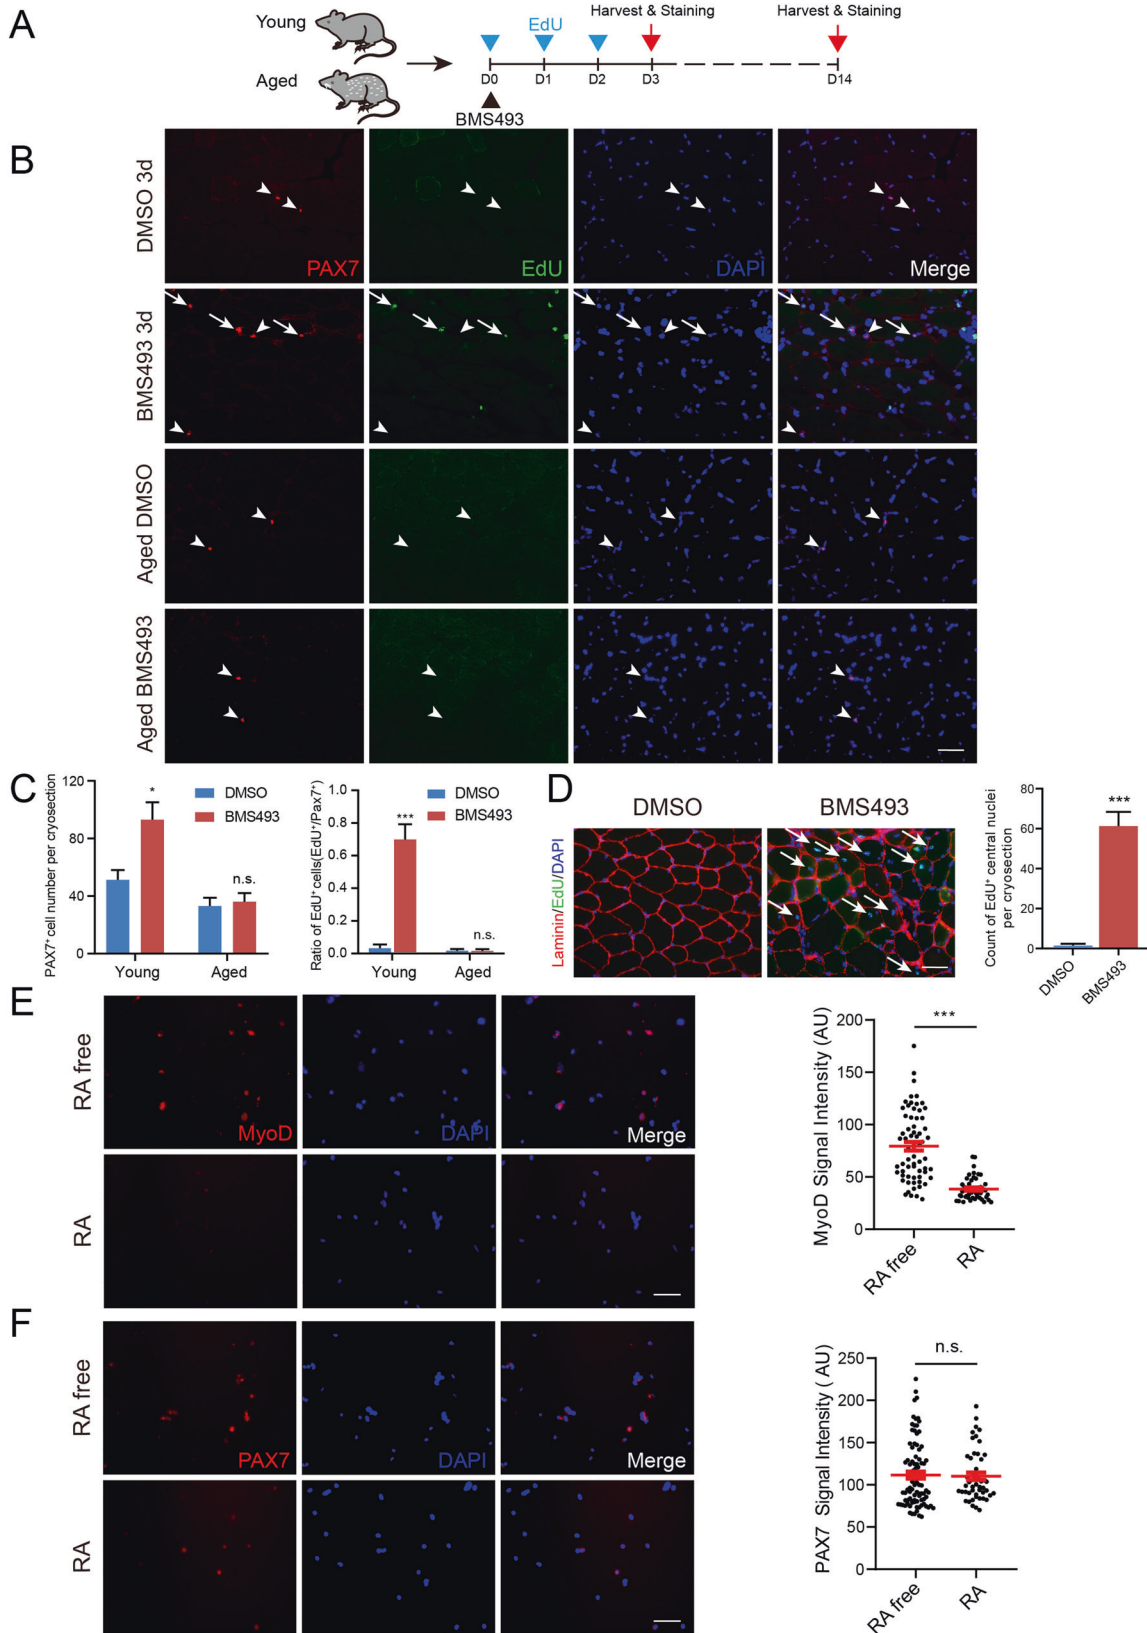 A
Young
Aged
EdU
Harvest & Staining
Harvest & Staining
D0
D1
D2
D3
D14
BMS493
B
DMSO 3d
PAX7
EdU
DAPI
Merge
BMS493 3d
Aged DMSO
Aged BMS493
C
PAX7⁺ cell number per cryosection
120
80
40
0
*
n.s.
DMSO
BMS493
Young
Aged
Ratio of EdU⁺ cells(EdU⁺/Pax7⁺)
1.0
0.8
0.6
0.4
0.2
0.0
***
n.s.
DMSO
BMS493
Young
Aged
D
DMSO
BMS493
Laminin/EdU/DAPI
Count of EdU⁺ central nuclei
per cryosection
80
60
40
20
0
***
DMSO
BMS493
E
RA free
MyoD
DAPI
Merge
RA
MyoD Signal Intensity (AU)
200
150
100
50
0
***
RA free
RA
F
RA free
PAX7
DAPI
Merge
RA
PAX7 Signal Intensity ( AU)
250
200
150
100
50
0
n.s.
RA free
RA